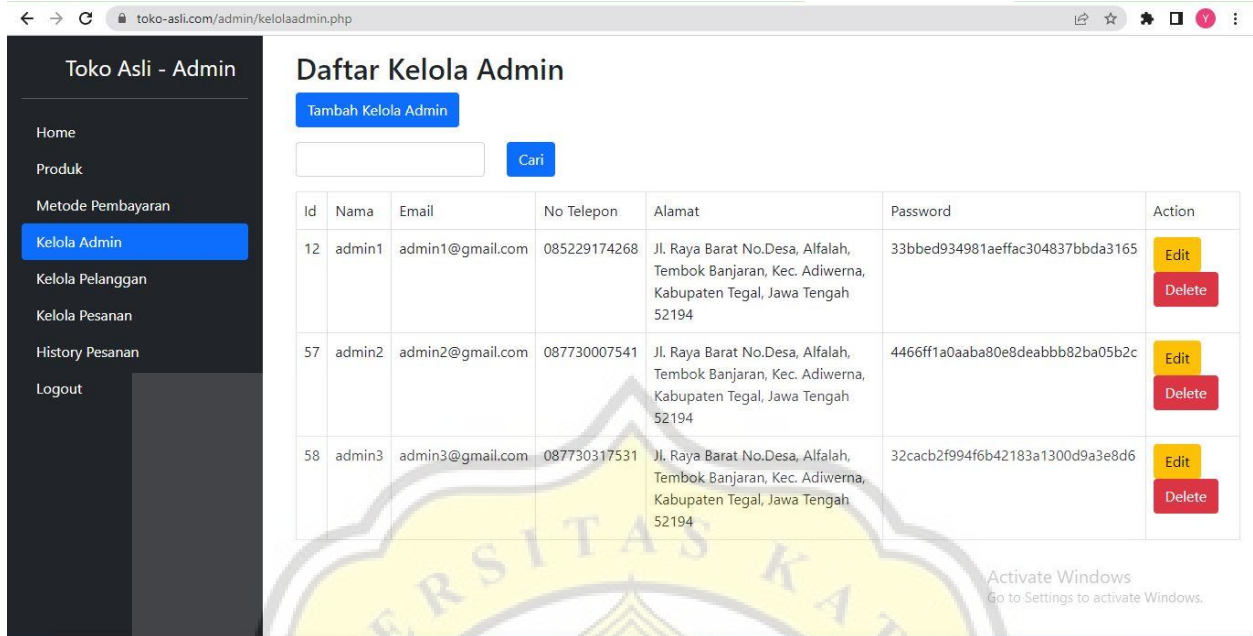 toko-asli.com/admin/kelolaadmin.php
Y
Toko Asli - Admin
Home
Produk
Metode Pembayaran
Kelola Admin
Kelola Pelanggan
Kelola Pesanan
History Pesanan
Logout
Daftar Kelola Admin
Tambah Kelola Admin
Cari
Id Nama Email No Telepon Alamat Password Action
12 admin1 admin1@gmail.com 085229174268 Jl. Raya Barat No.Desa, Alfalah, 33bbed934981aeffac304837bbda3165 Edit
Tembok Banjaran, Kec. Adiwerna,
Kabupaten Tegal, Jawa Tengah Delete
52194
57 admin2 admin2@gmail.com 087730007541 Jl. Raya Barat No.Desa, Alfalah, 4466ff1a0aaba80e8deabbb82ba05b2c Edit
Tembok Banjaran, Kec. Adiwerna,
Kabupaten Tegal, Jawa Tengah Delete
52194
58 admin3 admin3@gmail.com 087730317531 Jl. Raya Barat No.Desa, Alfalah, 32cacb2f994f6b42183a1300d9a3e8d6 Edit
Tembok Banjaran, Kec. Adiwerna,
Kabupaten Tegal, Jawa Tengah Delete
52194
ERSITAS KAT
Activate Windows
Go to Settings to activate Windows.